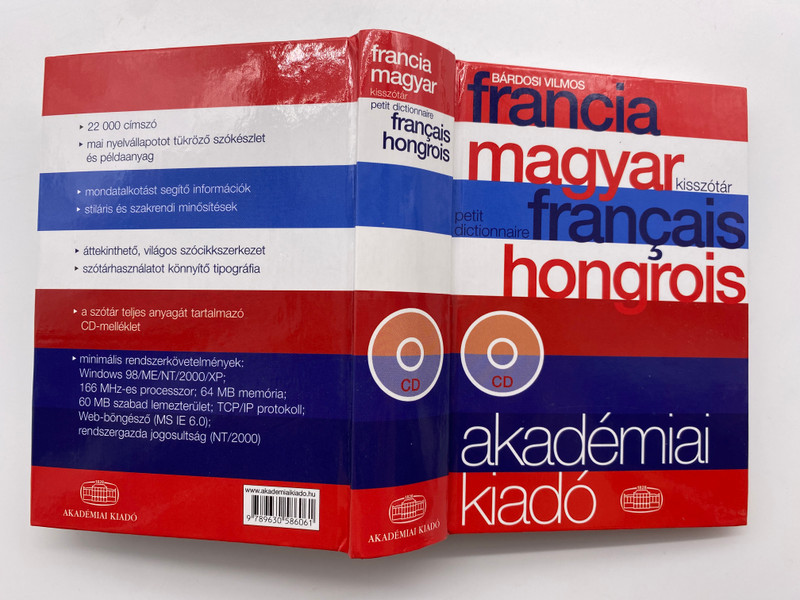 ▸ 22 000 címszó
▸ mai nyelvállapotot tükröző szókészlet
és példaanyag
▸ mondatalkotást segítő információk
▸ stiláris és szakrendi minősítések
▸ áttekinthető, világos szócikkszerkezet
▸ szótárhasználatot könnyítő tipográfia
▸ a szótár teljes anyagát tartalmazó
CD-melléklet
▸ minimális rendszerkövetelmények:
Windows 98/ME/NT/2000/XP;
166 MHz-es processzor; 64 MB memória;
60 MB szabad lemezterület; TCP/IP protokoll;
Web-böngésző (MS IE 6.0);
rendszergazda jogosultság (NT/2000)
AKADÉMIAI KIADÓ
www.akademiaikiado.hu
9 789630 586061
francia
magyar
kisszótár
petit dictionnaire
français
hongrois
CD
AKADÉMIAI KIADÓ
BÁRDOSI VILMOS
francia
magyar kisszótár
petit
dictionnaire français
hongrois
CD
akadémiai
kiadó